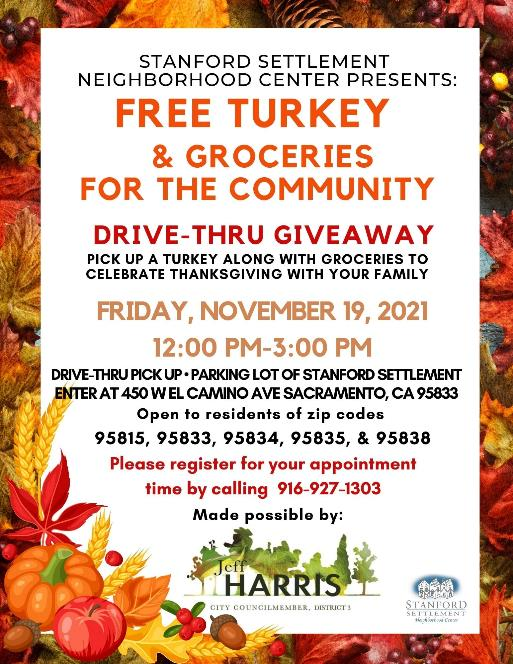 STANFORD SETTLEMENT
NEIGHBORHOOD CENTER PRESENTS:
FREE TURKEY
& GROCERIES
FOR THE COMMUNITY
DRIVE-THRU GIVEAWAY
PICK UP A TURKEY ALONG WITH GROCERIES TO
CELEBRATE THANKSGIVING WITH YOUR FAMILY
FRIDAY, NOVEMBER 19, 2021
12:00 PM-3:00 PM
DRIVE-THRU PICK UP • PARKING LOT OF STANFORD SETTLEMENT
ENTER AT 450 W EL CAMINO AVE SACRAMENTO, CA 95833
Open to residents of zip codes
95815, 95833, 95834, 95835, & 95838
Please register for your appointment
time by calling 916-927-1303
Made possible by:
Jeff
HARRIS
CITY COUNCILMEMBER, DISTRICT 3
STANFORD
SETTLEMENT
Neighborhood Center